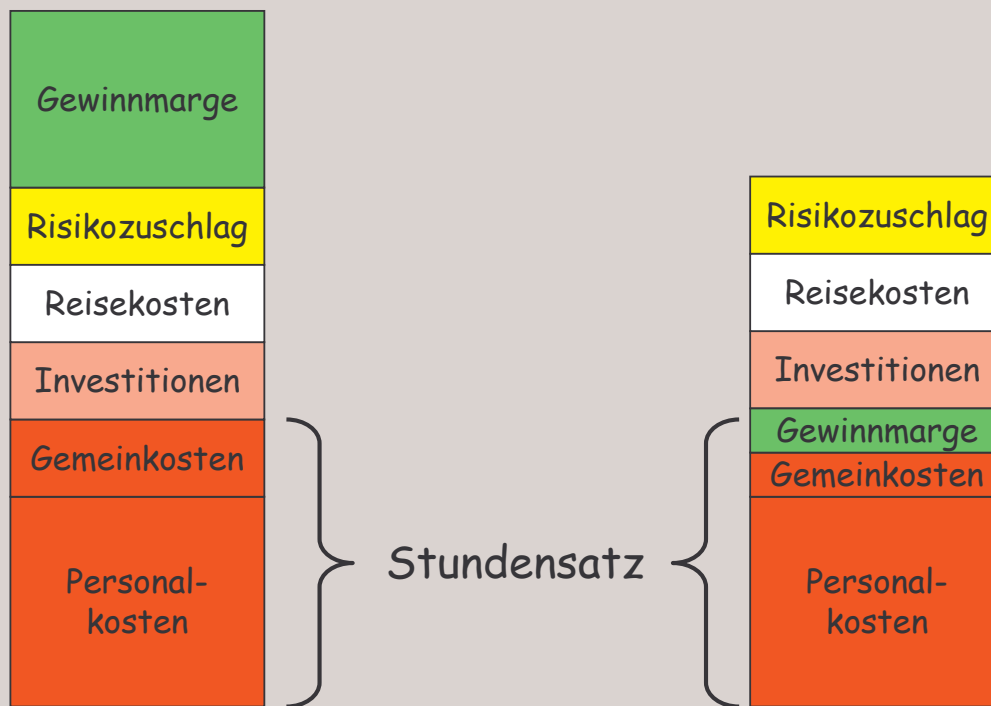 Gewinnmarge
Risikozuschlag
Reisekosten
Investitionen
Gemeinkosten
Personal-
kosten
Stundensatz
Risikozuschlag
Reisekosten
Investitionen
Gewinnmarge
Gemeinkosten
Personal-
kosten